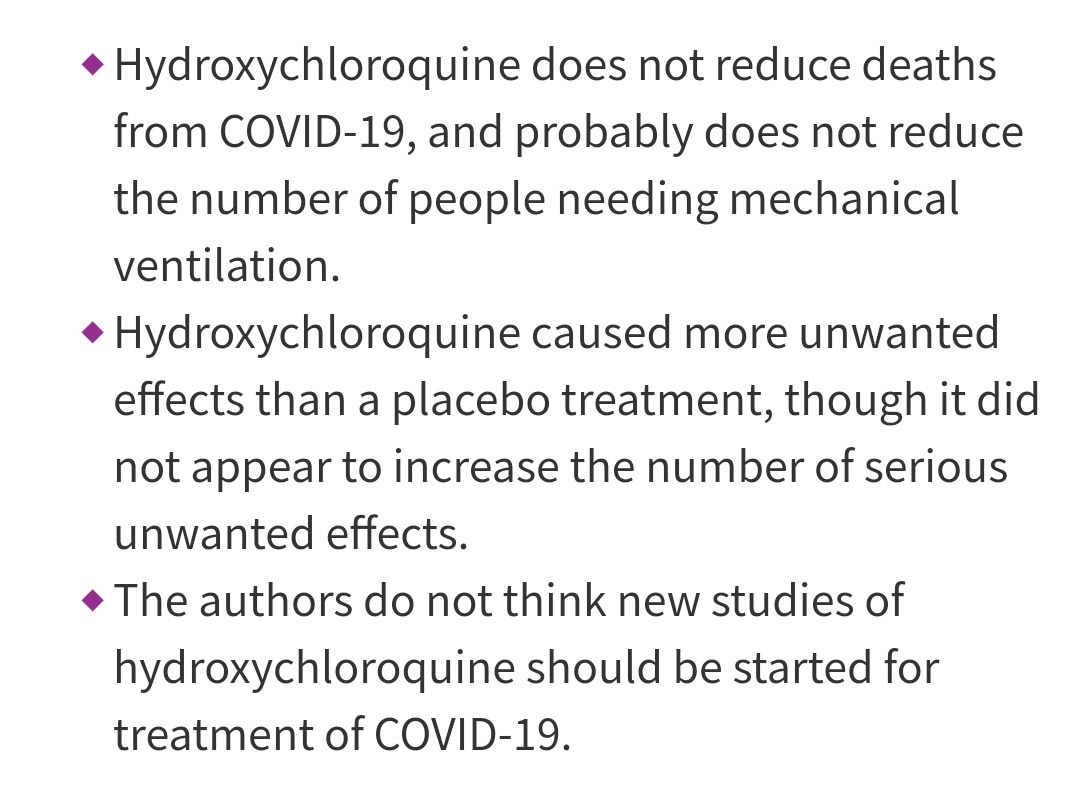 ◆ Hydroxychloroquine does not reduce deaths
from COVID-19, and probably does not reduce
the number of people needing mechanical
ventilation.
◆ Hydroxychloroquine caused more unwanted
effects than a placebo treatment, though it did
not appear to increase the number of serious
unwanted effects.
◆ The authors do not think new studies of
hydroxychloroquine should be started for
treatment of COVID-19.